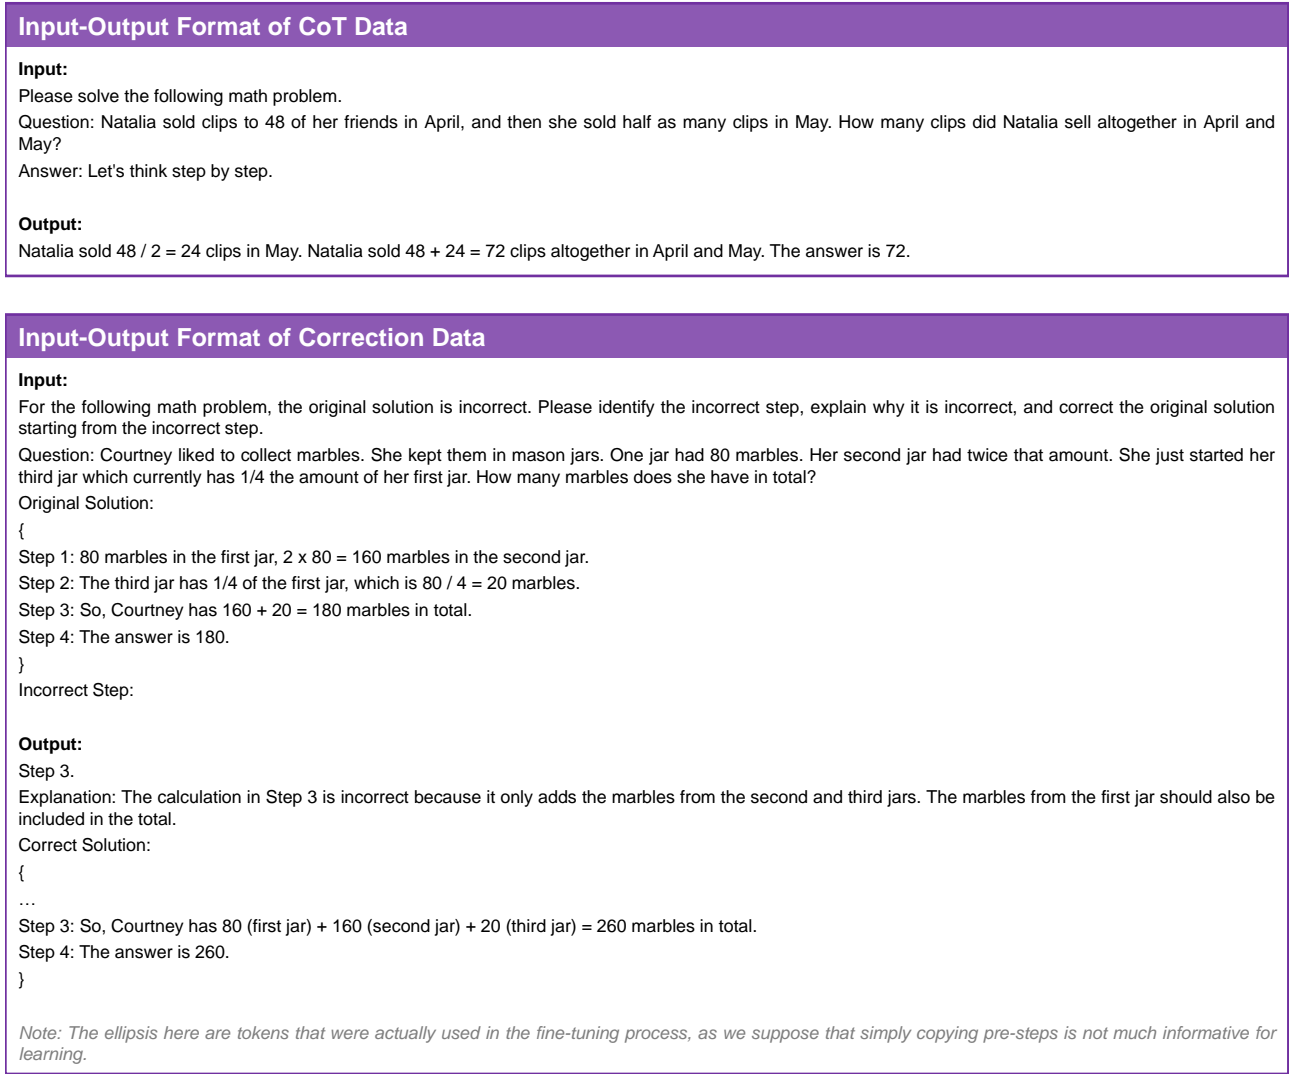 Input-Output Format of CoT Data
Input:
Please solve the following math problem.
Question: Natalia sold clips to 48 of her friends in April, and then she sold half as many clips in May. How many clips did Natalia sell altogether in April and
May?
Answer: Let's think step by step.
Output:
Natalia sold 48 / 2 = 24 clips in May. Natalia sold 48 + 24 = 72 clips altogether in April and May. The answer is 72.
Input-Output Format of Correction Data
Input:
For the following math problem, the original solution is incorrect. Please identify the incorrect step, explain why it is incorrect, and correct the original solution
starting from the incorrect step.
Question: Courtney liked to collect marbles. She kept them in mason jars. One jar had 80 marbles. Her second jar had twice that amount. She just started her
third jar which currently has 1/4 the amount of her first jar. How many marbles does she have in total?
Original Solution:
{
Step 1: 80 marbles in the first jar, 2 x 80 = 160 marbles in the second jar.
Step 2: The third jar has 1/4 of the first jar, which is 80 / 4 = 20 marbles.
Step 3: So, Courtney has 160 + 20 = 180 marbles in total.
Step 4: The answer is 180.
}
Incorrect Step:
Output:
Step 3.
Explanation: The calculation in Step 3 is incorrect because it only adds the marbles from the second and third jars. The marbles from the first jar should also be
included in the total.
Correct Solution:
{
…
Step 3: So, Courtney has 80 (first jar) + 160 (second jar) + 20 (third jar) = 260 marbles in total.
Step 4: The answer is 260.
}
Note: The ellipsis here are tokens that were actually used in the fine-tuning process, as we suppose that simply copying pre-steps is not much informative for
learning.